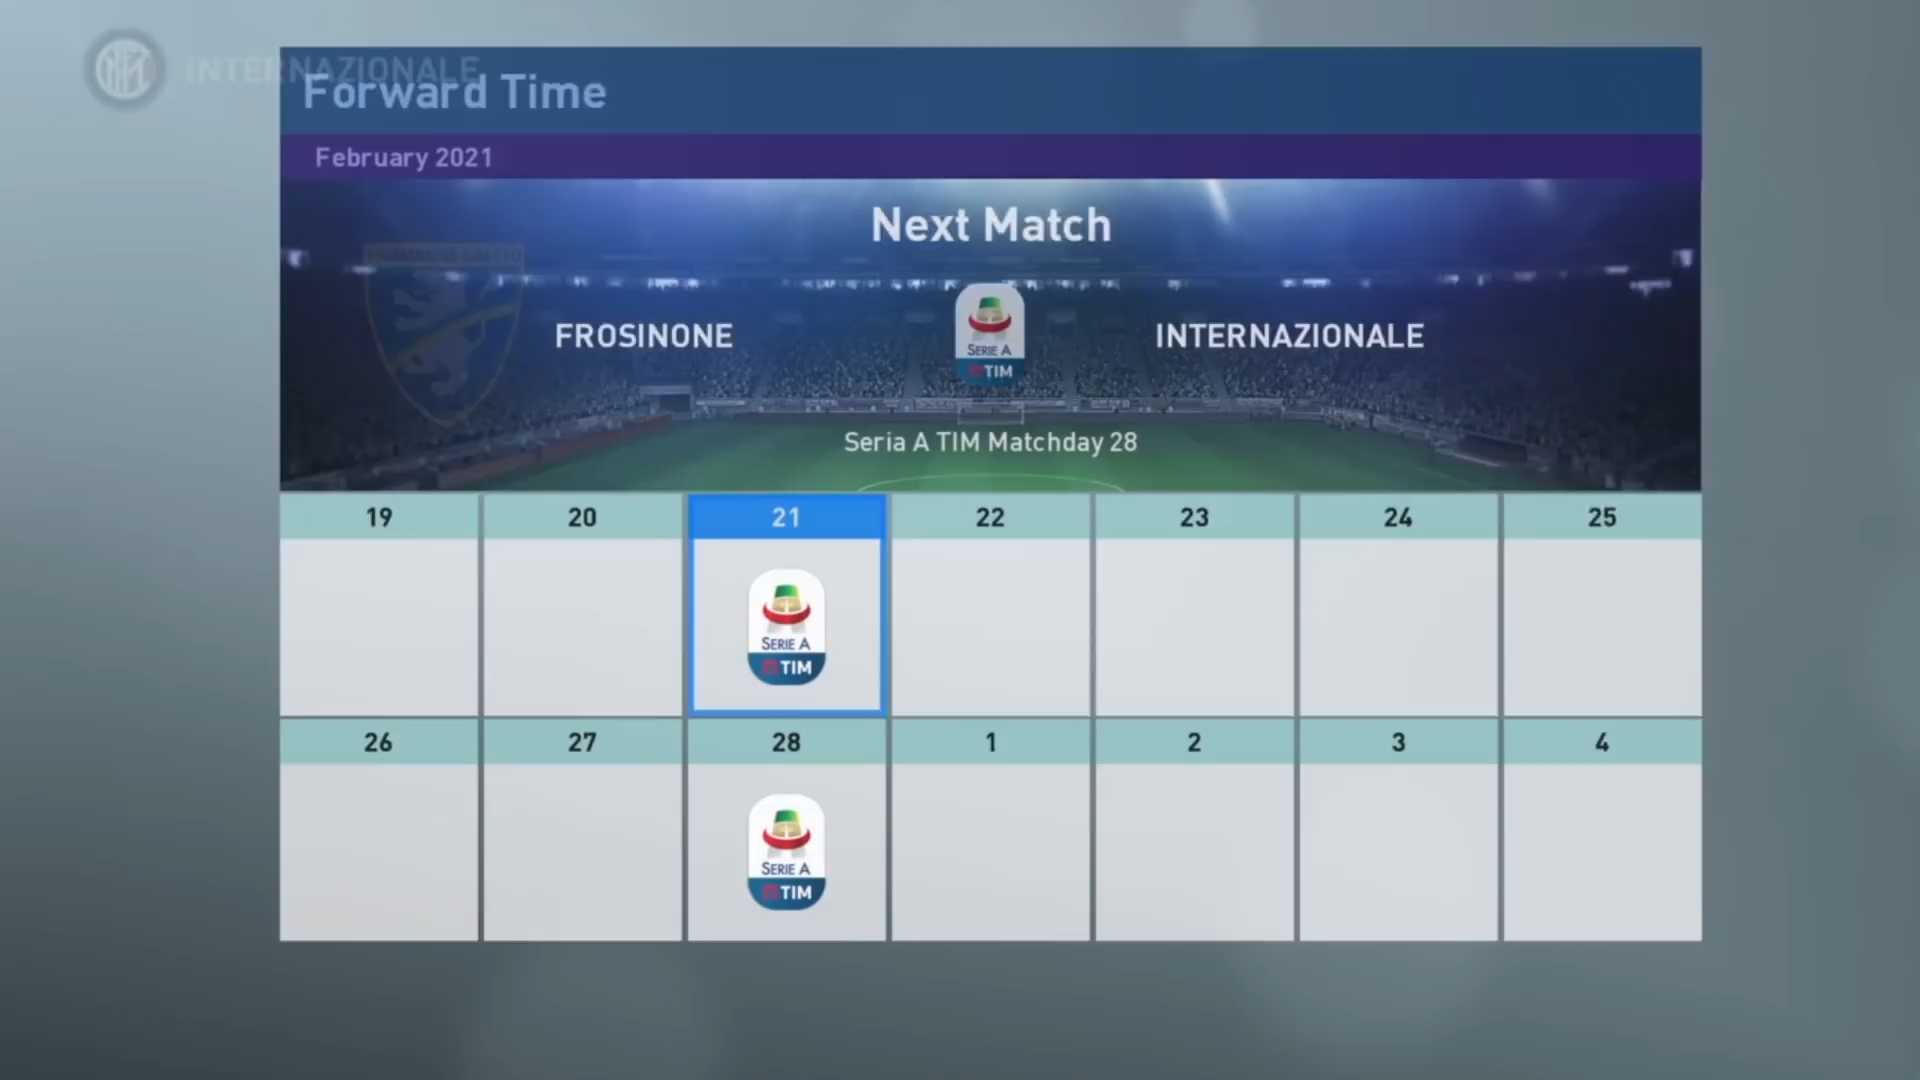 INTERNAZIONALE
Forward Time
February 2021
Next Match
FROSINONE
SERIE A
TIM
INTERNAZIONALE
Seria A TIM Matchday 28
19 20 21 22 23 24 25
SERIE A
TIM
26 27 28 1 2 3 4
SERIE A
TIM